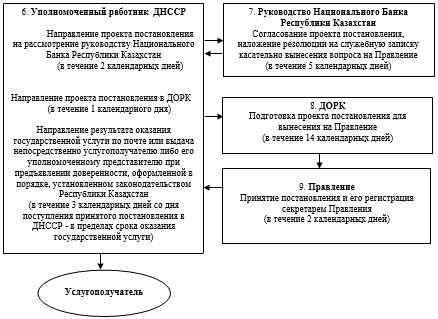 6. Уполномоченный работник ДНССР
Направление проекта постановления
на рассмотрение руководству Национального
Банка Республики Казахстан
(в течение 2 календарных дней)
Направление проекта постановления в ДОРК
(в течение 1 календарного дня)
Направление результата оказания
государственной услуги по почте или выдача
непосредственно услугополучателю либо его
уполномоченному представителю при
предъявлении доверенности, оформленной в
порядке, установленном законодательством
Республики Казахстан
(в течение 3 календарных дней со дня
поступления принятого постановления в
ДНССР - в пределах срока оказания
государственной услуги)
7. Руководство Национального Банка
Республики Казахстан
Согласование проекта постановления,
наложение резолюции на служебную записку
касательно вынесения вопроса на Правление
(в течение 5 календарных дней)
8. ДОРК
Подготовка проекта постановления для
вынесения на Правление
(в течение 14 календарных дней)
9. Правление
Принятие постановления и его регистрация
секретарем Правления
(в течение 2 календарных дней)
Услугополучатель